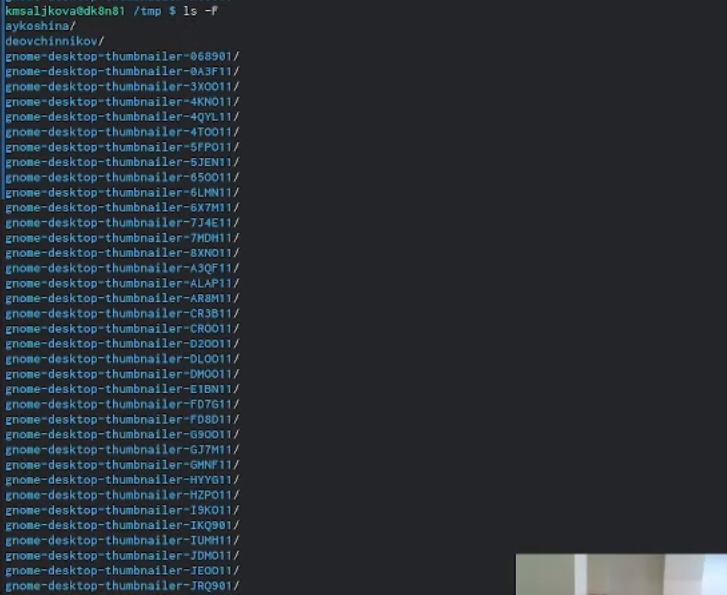 kmsaljkova@dk8n81 /tmp $ ls -F
aykoshina/
deovchinnikov/
gnome-desktop-thumbnailer-068901/
gnome-desktop-thumbnailer-0A3F11/
gnome-desktop-thumbnailer-3XOO11/
gnome-desktop-thumbnailer-4KNO11/
gnome-desktop-thumbnailer-4QYL11/
gnome-desktop-thumbnailer-4TOO11/
gnome-desktop-thumbnailer-5FPO11/
gnome-desktop-thumbnailer-5JEN11/
gnome-desktop-thumbnailer-65OO11/
gnome-desktop-thumbnailer-6LMN11/
gnome-desktop-thumbnailer-6X7M11/
gnome-desktop-thumbnailer-7J4E11/
gnome-desktop-thumbnailer-7MDM11/
gnome-desktop-thumbnailer-8XNO11/
gnome-desktop-thumbnailer-A3QF11/
gnome-desktop-thumbnailer-ALAP11/
gnome-desktop-thumbnailer-AR8M11/
gnome-desktop-thumbnailer-CR3B11/
gnome-desktop-thumbnailer-CROO11/
gnome-desktop-thumbnailer-D2OO11/
gnome-desktop-thumbnailer-DLOO11/
gnome-desktop-thumbnailer-DMOO11/
gnome-desktop-thumbnailer-E1BN11/
gnome-desktop-thumbnailer-FD7G11/
gnome-desktop-thumbnailer-FD8D11/
gnome-desktop-thumbnailer-G9OO11/
gnome-desktop-thumbnailer-GJ7M11/
gnome-desktop-thumbnailer-GMNF11/
gnome-desktop-thumbnailer-HYYG11/
gnome-desktop-thumbnailer-HZPO11/
gnome-desktop-thumbnailer-I9KO11/
gnome-desktop-thumbnailer-IKQ901/
gnome-desktop-thumbnailer-IUMH11/
gnome-desktop-thumbnailer-JDMO11/
gnome-desktop-thumbnailer-JEOD11/
gnome-desktop-thumbnailer-JRQ901/